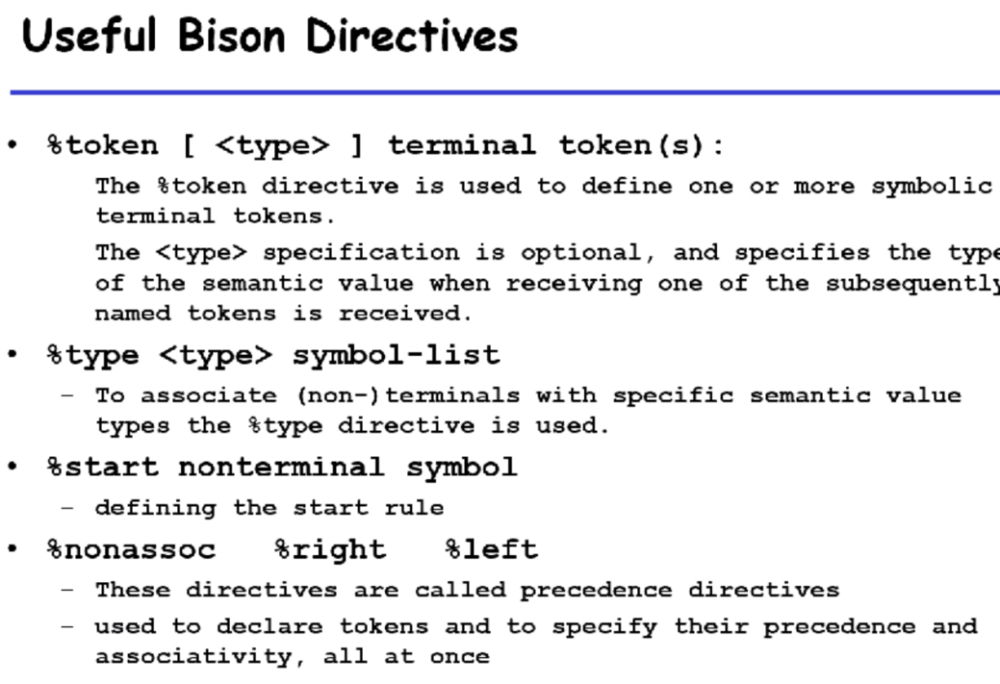 Useful Bison Directives
• %token [ <type> ] terminal token(s):
The %token directive is used to define one or more symbolic
terminal tokens.
The <type> specification is optional, and specifies the type
of the semantic value when receiving one of the subsequently
named tokens is received.
• %type <type> symbol-list
– To associate (non-)terminals with specific semantic value
types the %type directive is used.
• %start nonterminal symbol
– defining the start rule
• %nonassoc %right %left
– These directives are called precedence directives
– used to declare tokens and to specify their precedence and
associativity, all at once